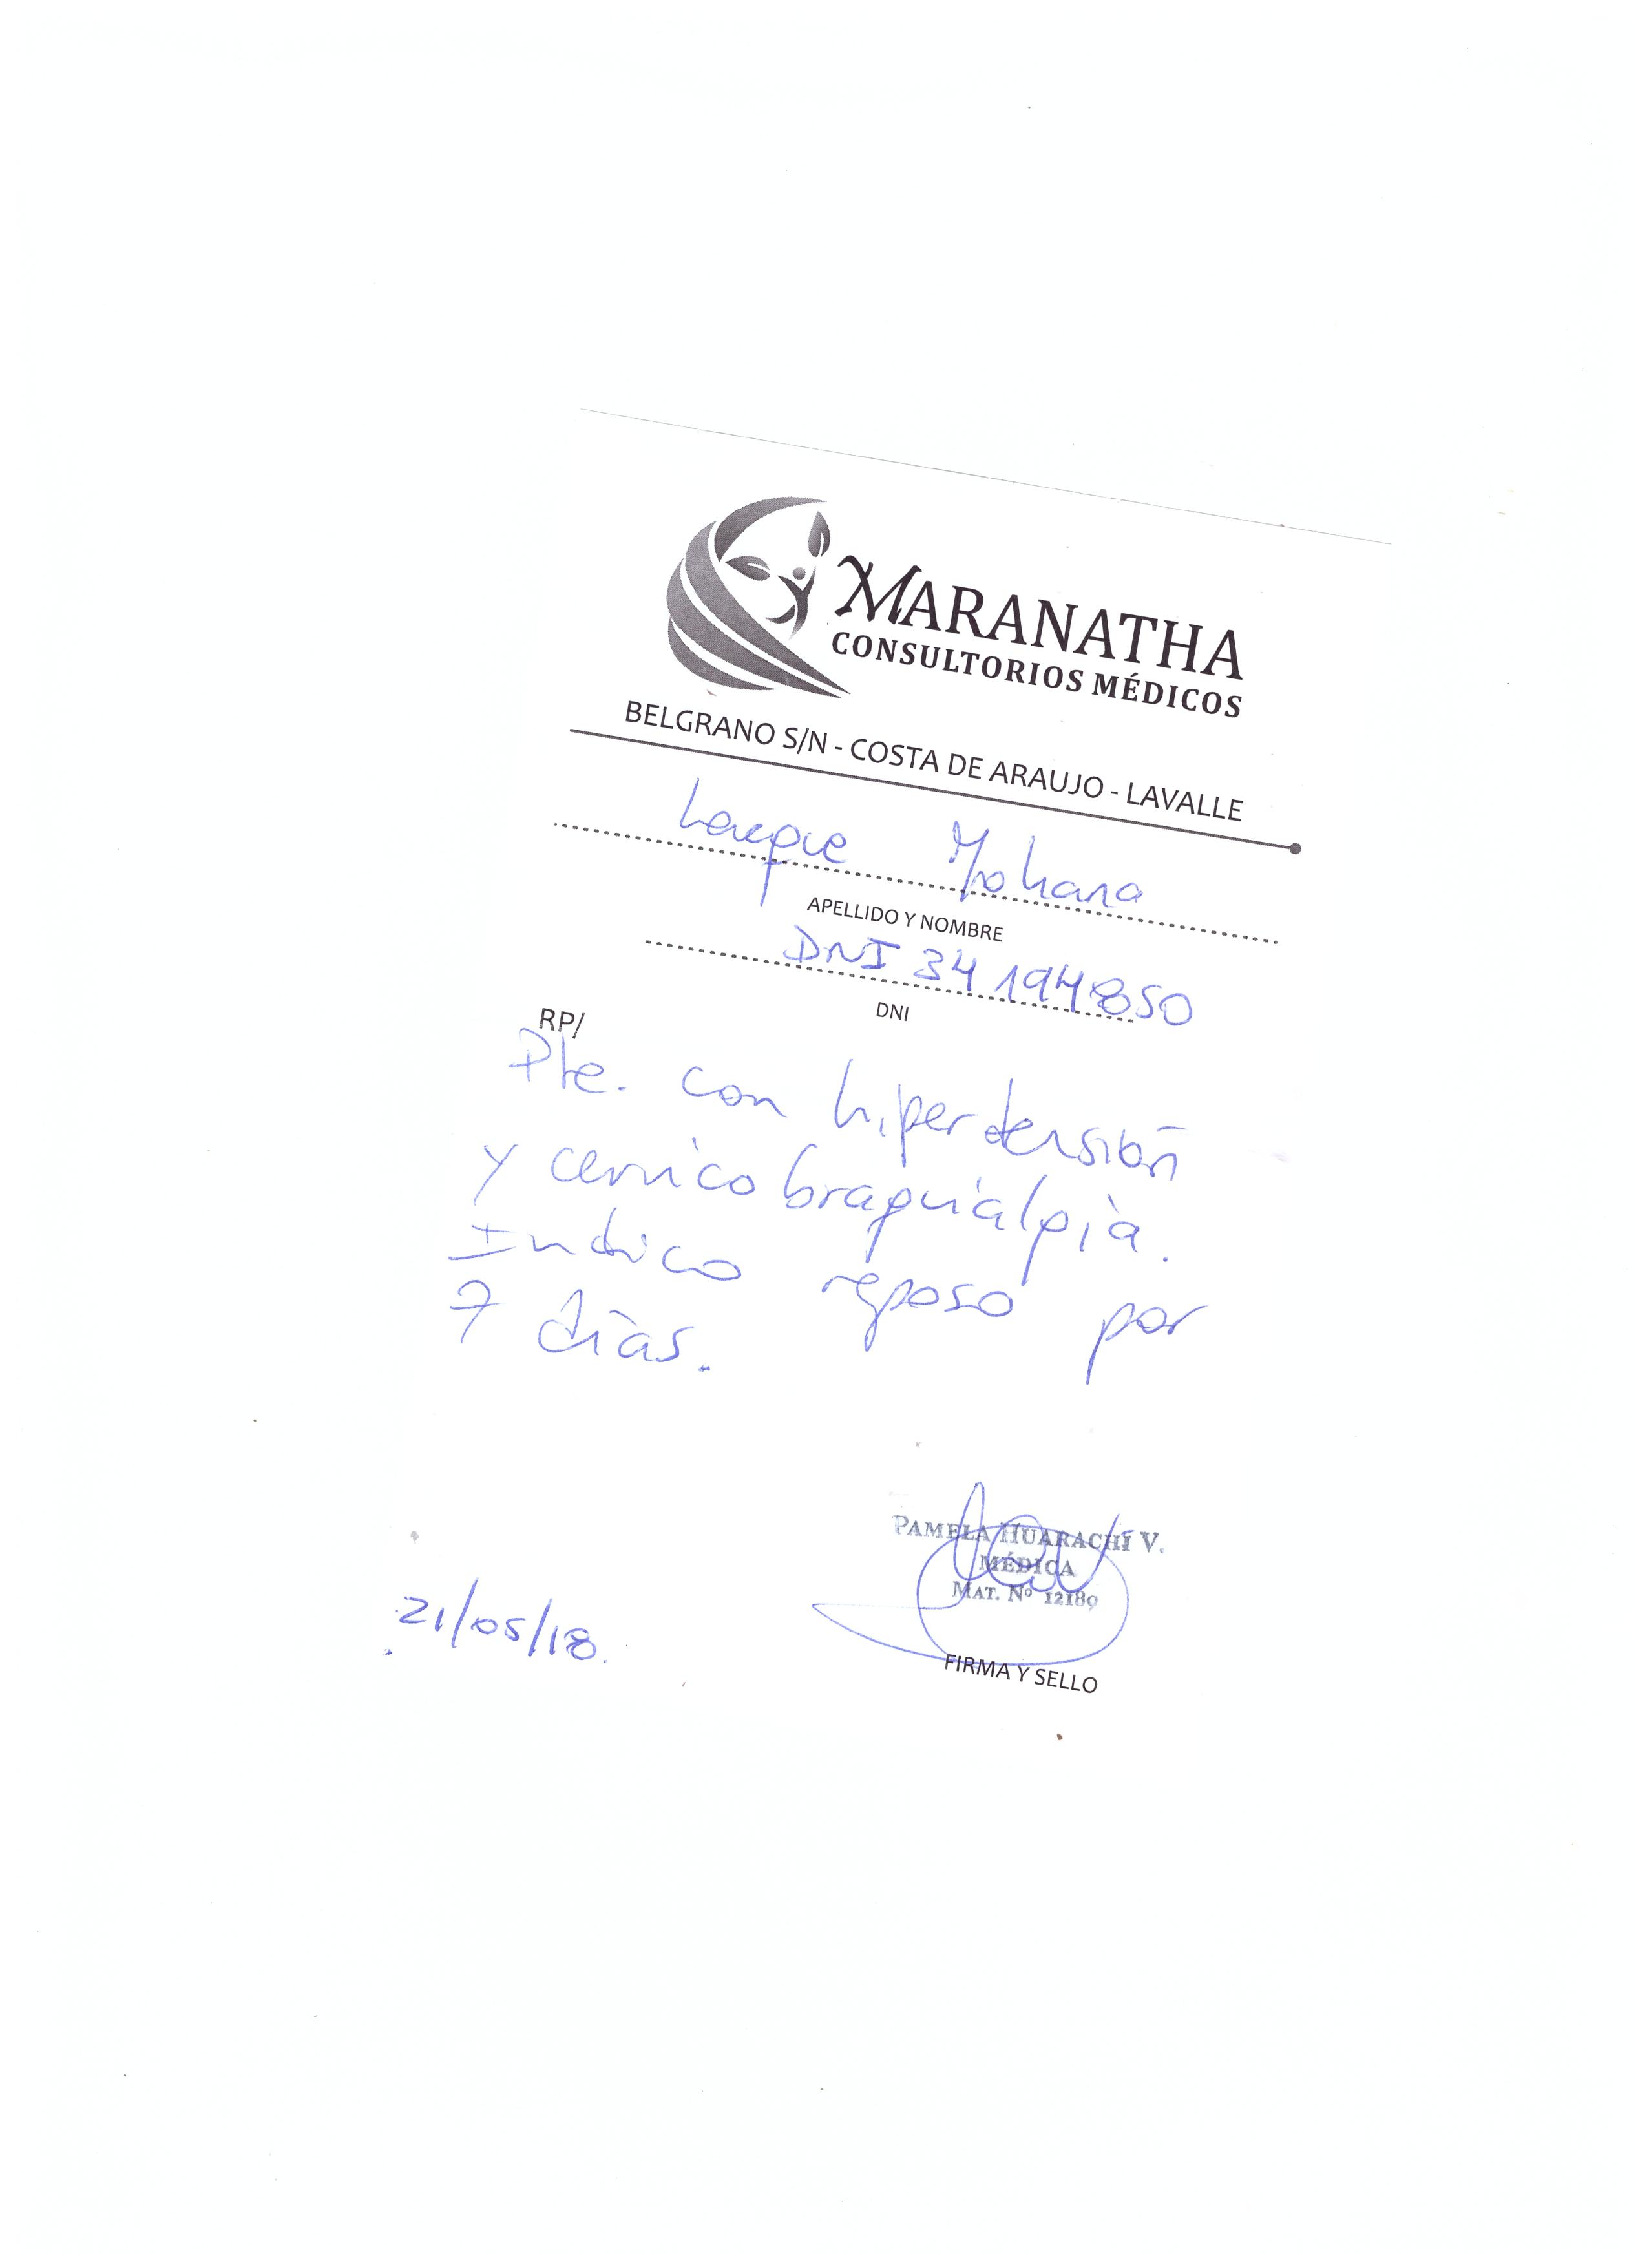 MARANATHA
CONSULTORIOS MÉDICOS
BELGRANO S/N - COSTA DE ARAUJO - LAVALLE
Yohana
APELLIDO Y NOMBRE
DNI 34 194850
DNI
RP/
Pte. con hipertensión
y cervicobraquialgia.
Indico reposo por
7 días.
PAMELA HUARACHI V.
MÉDICA
MAT. Nº 12189
21/05/18.
FIRMA Y SELLO